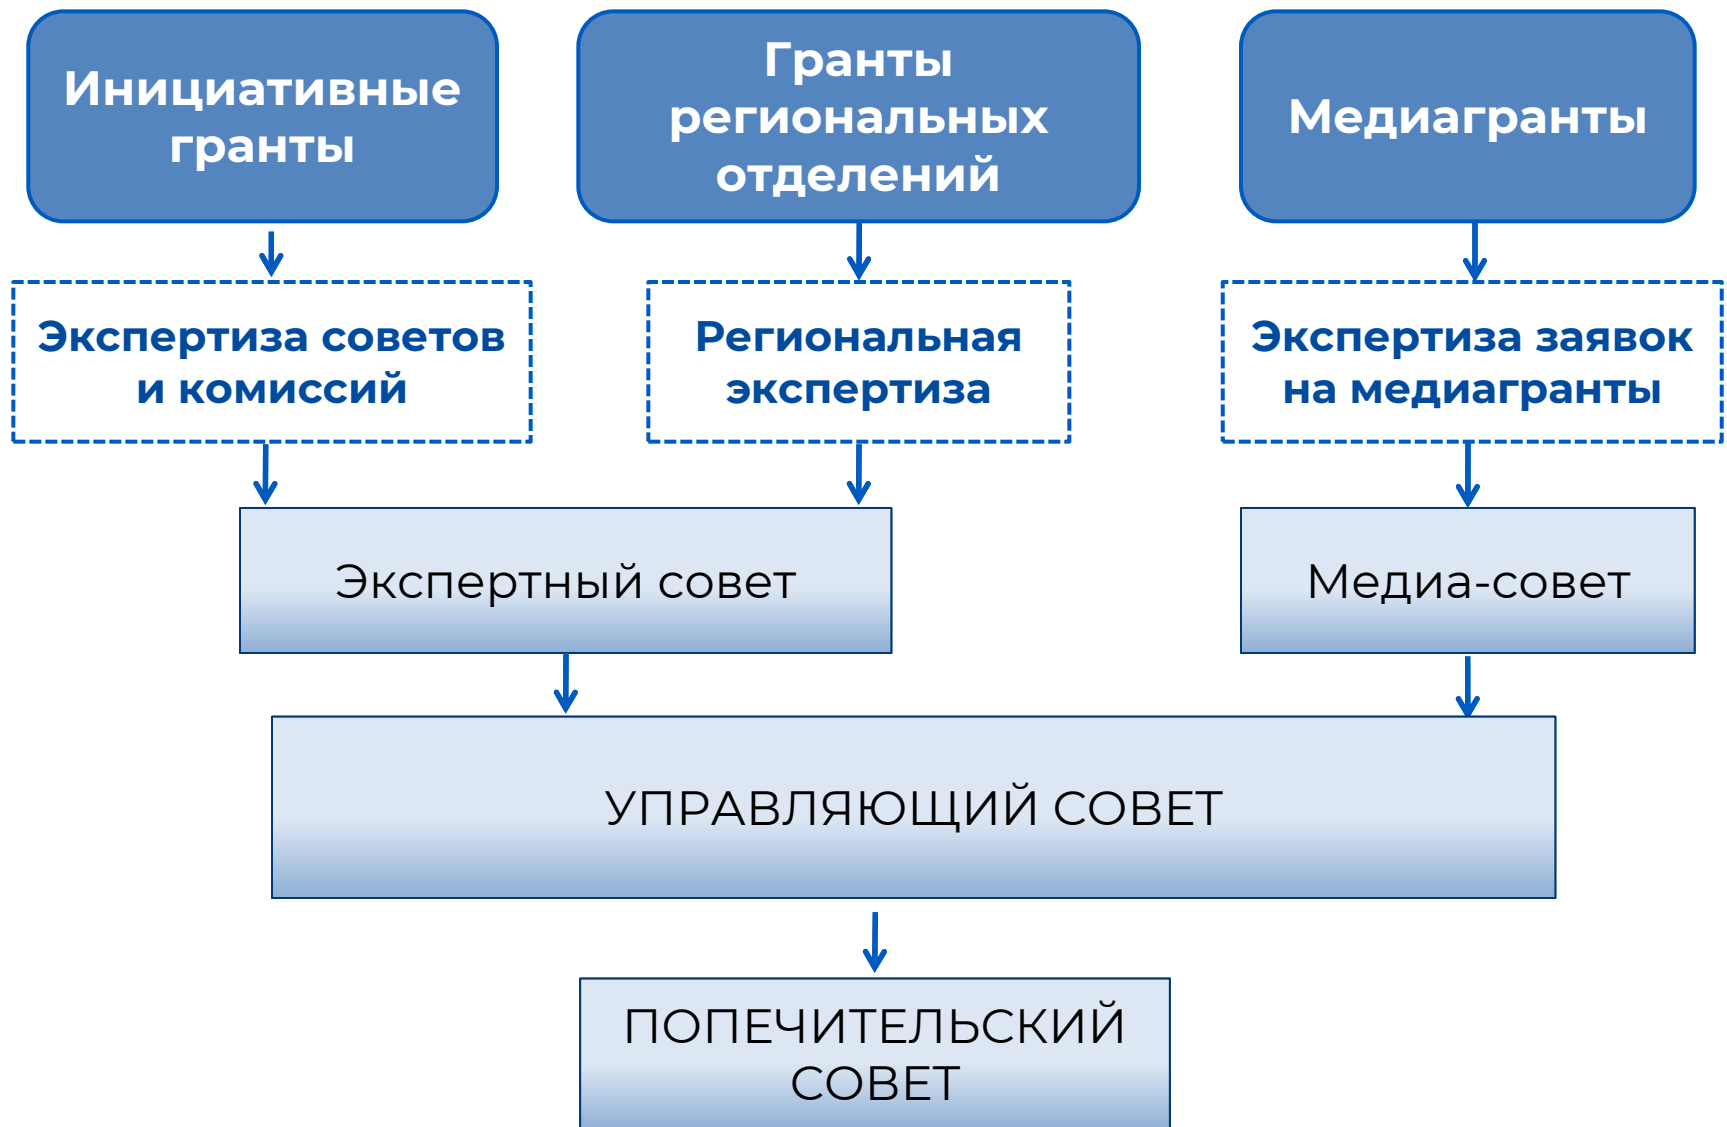 Инициативные
гранты
Гранты
региональных
отделений
Медиагранты
Экспертиза советов
и комиссий
Региональная
экспертиза
Экспертиза заявок
на медиагранты
Экспертный совет
Медиа-совет
УПРАВЛЯЮЩИЙ СОВЕТ
ПОПЕЧИТЕЛЬСКИЙ
СОВЕТ